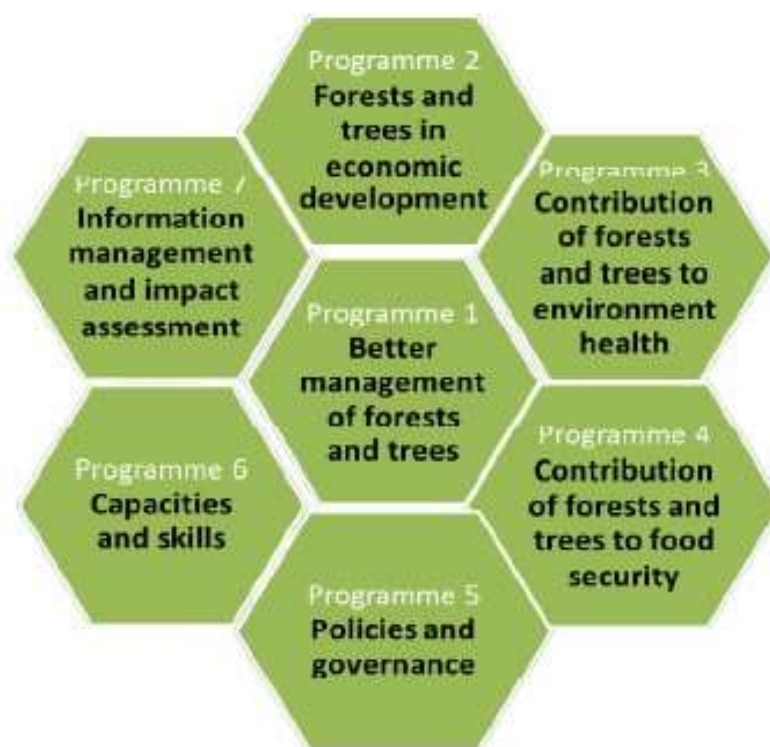 Programme 2
Forests and
trees in
economic
development
Programme 7
Information
management
and impact
assessment
Programme 3
Contribution
of forests
and trees to
environment
health
Programme 1
Better
management
of forests
and trees
Programme 6
Capacities
and skills
Programme 4
Contribution
of forests and
trees to food
security
Programme 5
Policies and
governance